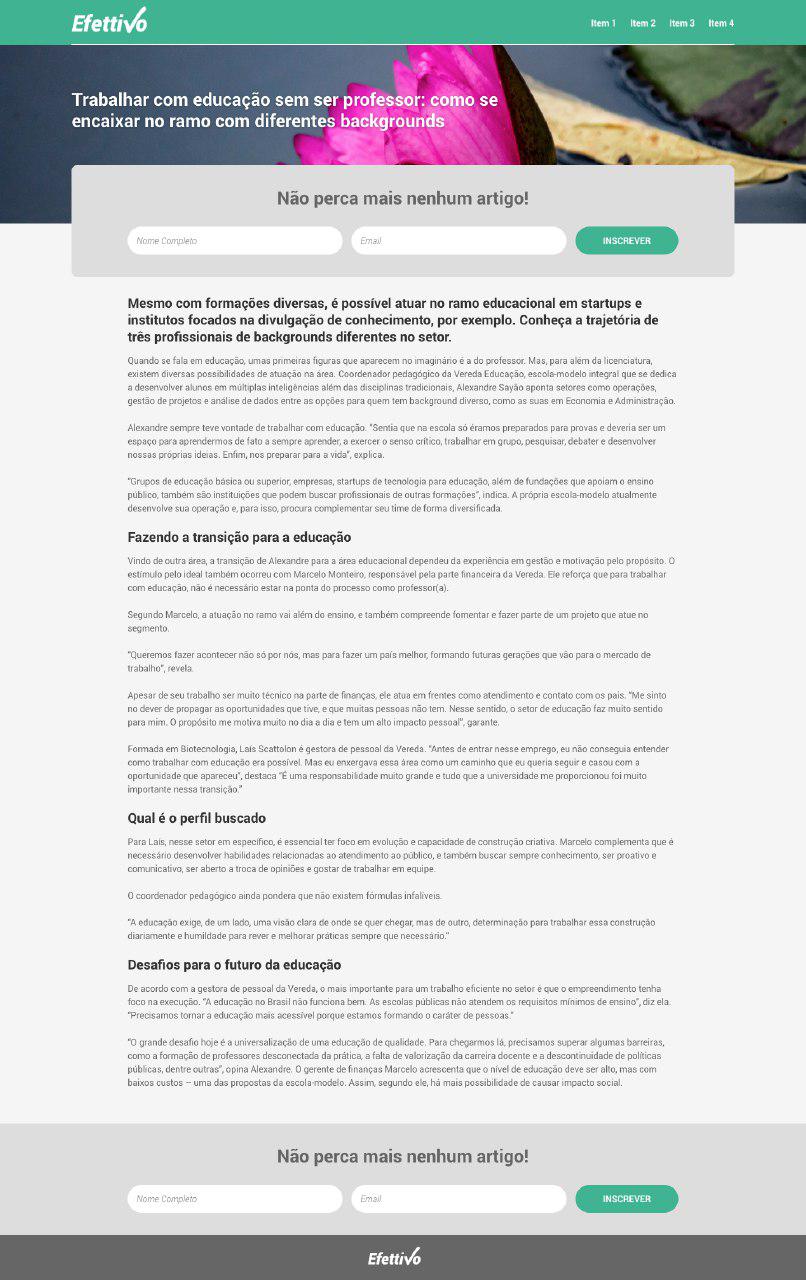 Efettivo
Item 1 Item 2 Item 3 Item 4
Trabalhar com educação sem ser professor: como se
encaixar no ramo com diferentes backgrounds
Não perca mais nenhum artigo!
Nome Completo Email INSCREVER
Mesmo com formações diversas, é possível atuar no ramo educacional em startups e
institutos focados na divulgação de conhecimento, por exemplo. Conheça a trajetória de
três profissionais de backgrounds diferentes no setor.
Quando se fala em educação, umas primeiras figuras que aparecem no imaginário é a do professor. Mas, para além da licenciatura,
existem diversas possibilidades de atuação na área. Coordenador pedagógico da Vereda Educação, escola-modelo integral que se dedica
a desenvolver alunos em múltiplas inteligências além das disciplinas tradicionais, Alexandre Sayão aponta setores como operações,
gestão de projetos e análise de dados entre as opções para quem tem background diverso, como as suas em Economia e Administração.
Alexandre sempre teve vontade de trabalhar com educação. “Sentia que na escola só éramos preparados para provas e deveria ser um
espaço para aprendermos de fato a sempre aprender, a exercer o senso crítico, trabalhar em grupo, pesquisar, debater e desenvolver
nossas próprias ideias. Enfim, nos preparar para a vida”, explica.
“Grupos de educação básica ou superior, empresas, startups de tecnologia para educação, além de fundações que apoiam o ensino
público, também são instituições que podem buscar profissionais de outras formações”, indica. A própria escola-modelo atualmente
desenvolve sua operação e, para isso, procura complementar seu time de forma diversificada.
Fazendo a transição para a educação
Vindo de outra área, a transição de Alexandre para a área educacional dependeu da experiência em gestão e motivação pelo propósito. O
estímulo pelo ideal também ocorreu com Marcelo Monteiro, responsável pela parte financeira da Vereda. Ele reforça que para trabalhar
com educação, não é necessário estar na ponta do processo como professor(a).
Segundo Marcelo, a atuação no ramo vai além do ensino, e também compreende fomentar e fazer parte de um projeto que atue no
segmento.
“Queremos fazer acontecer não só por nós, mas para fazer um país melhor, formando futuras gerações que vão para o mercado de
trabalho”, revela.
Apesar de seu trabalho ser muito técnico na parte de finanças, ele atua em frentes como atendimento e contato com os pais. “Me sinto
no dever de propagar as oportunidades que tive, e que muitas pessoas não tem. Nesse sentido, o setor de educação faz muito sentido
para mim. O propósito me motiva muito no dia a dia e tem um alto impacto pessoal”, garante.
Formada em Biotecnologia, Laís Scattolon é gestora de pessoal da Vereda. “Antes de entrar nesse emprego, eu não conseguia entender
como trabalhar com educação era possível. Mas eu enxergava essa área como um caminho que eu queria seguir e casou com a
oportunidade que apareceu”, destaca “É uma responsabilidade muito grande e tudo que a universidade me proporcionou foi muito
importante nessa transição.”
Qual é o perfil buscado
Para Laís, nesse setor em específico, é essencial ter foco em evolução e capacidade de construção criativa. Marcelo complementa que é
necessário desenvolver habilidades relacionadas ao atendimento ao público, e também buscar sempre conhecimento, ser proativo e
comunicativo, ser aberto a troca de opiniões e gostar de trabalhar em equipe.
O coordenador pedagógico ainda pondera que não existem fórmulas infalíveis.
“A educação exige, de um lado, uma visão clara de onde se quer chegar, mas de outro, determinação para trabalhar essa construção
diariamente e humildade para rever e melhorar práticas sempre que necessário.”
Desafios para o futuro da educação
De acordo com a gestora de pessoal da Vereda, o mais importante para um trabalho eficiente no setor é que o empreendimento tenha
foco na execução. “A educação no Brasil não funciona bem. As escolas públicas não atendem os requisitos mínimos de ensino”, diz ela.
“Precisamos tornar a educação mais acessível porque estamos formando o caráter de pessoas.”
“O grande desafio hoje é a universalização de uma educação de qualidade. Para chegarmos lá, precisamos superar algumas barreiras,
como a formação de professores desconectada da prática, a falta de valorização da carreira docente e a descontinuidade de políticas
públicas, dentre outras”, opina Alexandre. O gerente de finanças Marcelo acrescenta que o nível de educação deve ser alto, mas com
baixos custos – uma das propostas da escola-modelo. Assim, segundo ele, há mais possibilidade de causar impacto social.
Não perca mais nenhum artigo!
Nome Completo Email INSCREVER
Efettivo